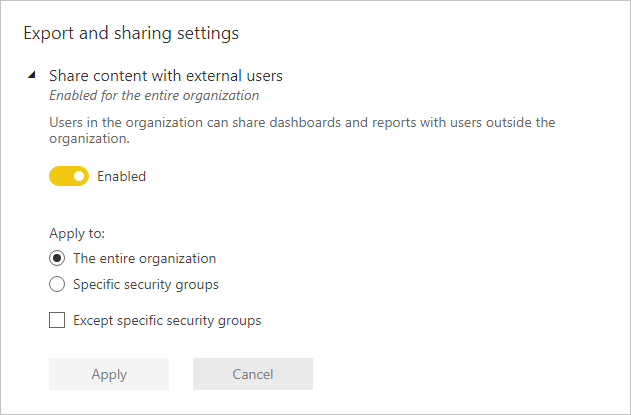 Export and sharing settings
Share content with external users
Enabled for the entire organization
Users in the organization can share dashboards and reports with users outside the
organization.
Enabled
Apply to:
The entire organization
Specific security groups
Except specific security groups
Apply
Cancel